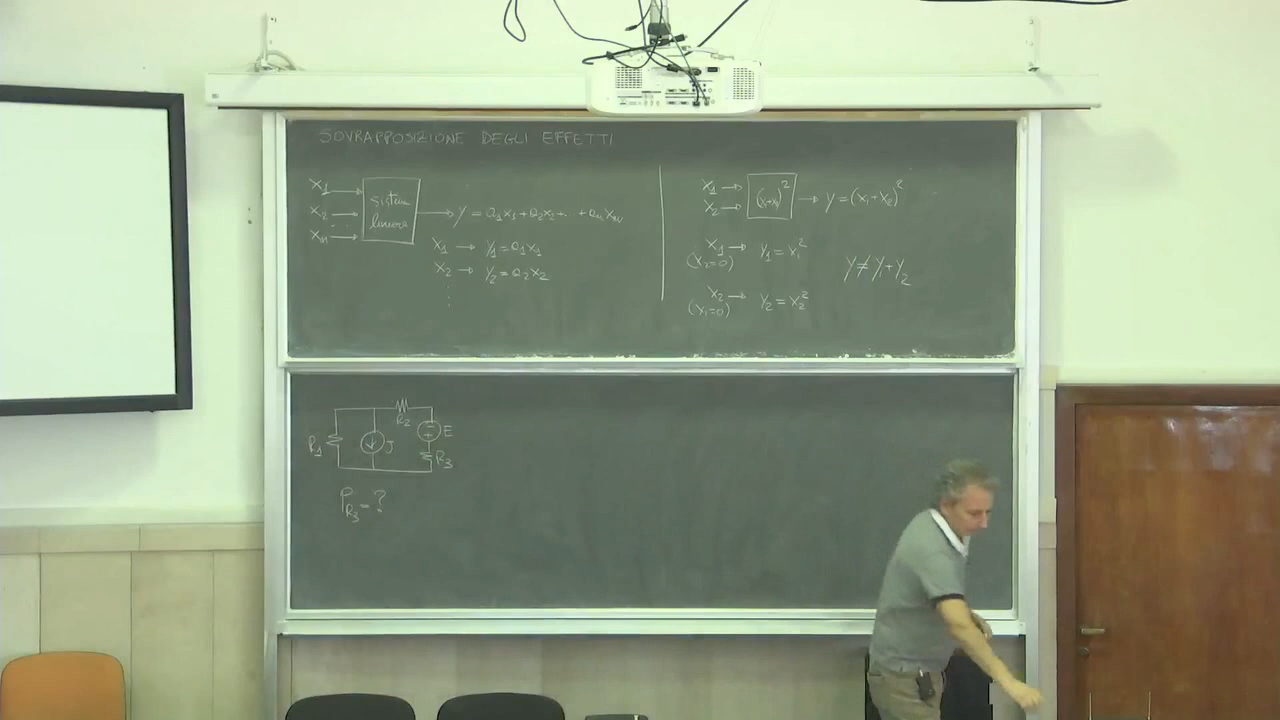 SOVRAPPOSIZIONE DEGLI EFFETTI
X1
X2
...
Xm
sistema
lineare
y = a1x1 + a2x2 + ... + amxm
X1 → y1 = a1x1
X2 → y2 = a2x2
X1
X2
(x1+x2)²
y = (x1 + x2)²
X1 → y1 = x1²
(x2=0)
y ≠ y1 + y2
X2 → y2 = x2²
(x1=0)
R1
J
R2
E
R3
PR3 = ?